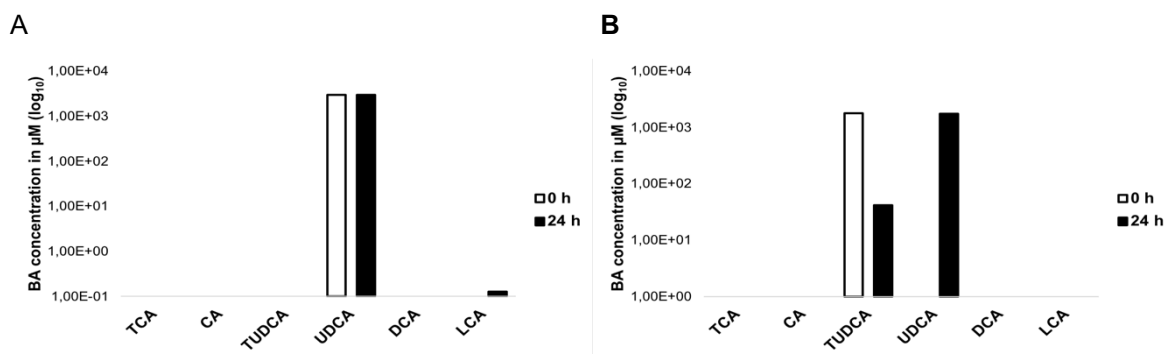 A
BA concentration in µM (log₁₀)
1,00E+04
1,00E+03
1,00E+02
1,00E+01
1,00E+00
1,00E-01
TCA
CA
TUDCA
UDCA
DCA
LCA
0 h
24 h
B
BA concentration in µM (log₁₀)
1,00E+04
1,00E+03
1,00E+02
1,00E+01
1,00E+00
TCA
CA
TUDCA
UDCA
DCA
LCA
0 h
24 h